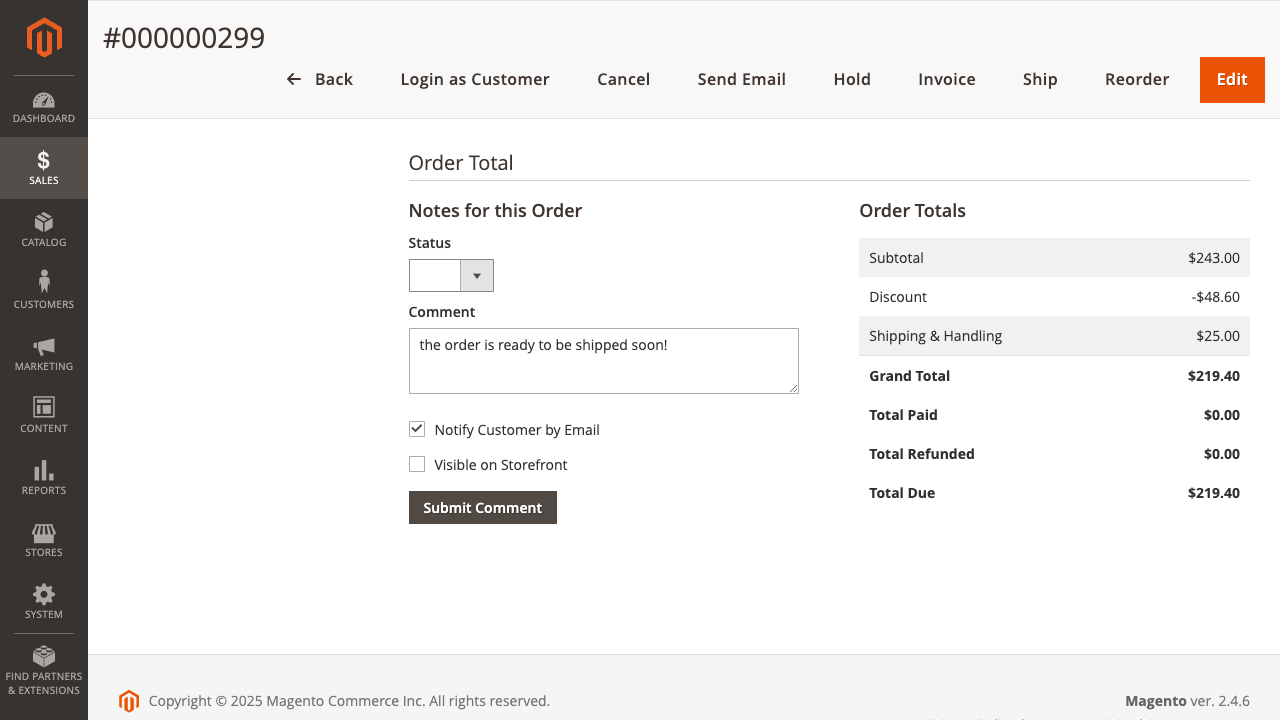 #000000299
Back Login as Customer Cancel Send Email Hold Invoice Ship Reorder Edit
DASHBOARD
$
SALES
CATALOG
CUSTOMERS
MARKETING
CONTENT
REPORTS
STORES
SYSTEM
FIND PARTNERS
& EXTENSIONS
Order Total
Notes for this Order
Status
Comment
the order is ready to be shipped soon!
Notify Customer by Email
Visible on Storefront
Submit Comment
Order Totals
Subtotal $243.00
Discount -$48.60
Shipping & Handling $25.00
Grand Total $219.40
Total Paid $0.00
Total Refunded $0.00
Total Due $219.40
Copyright © 2025 Magento Commerce Inc. All rights reserved.
Magento ver. 2.4.6